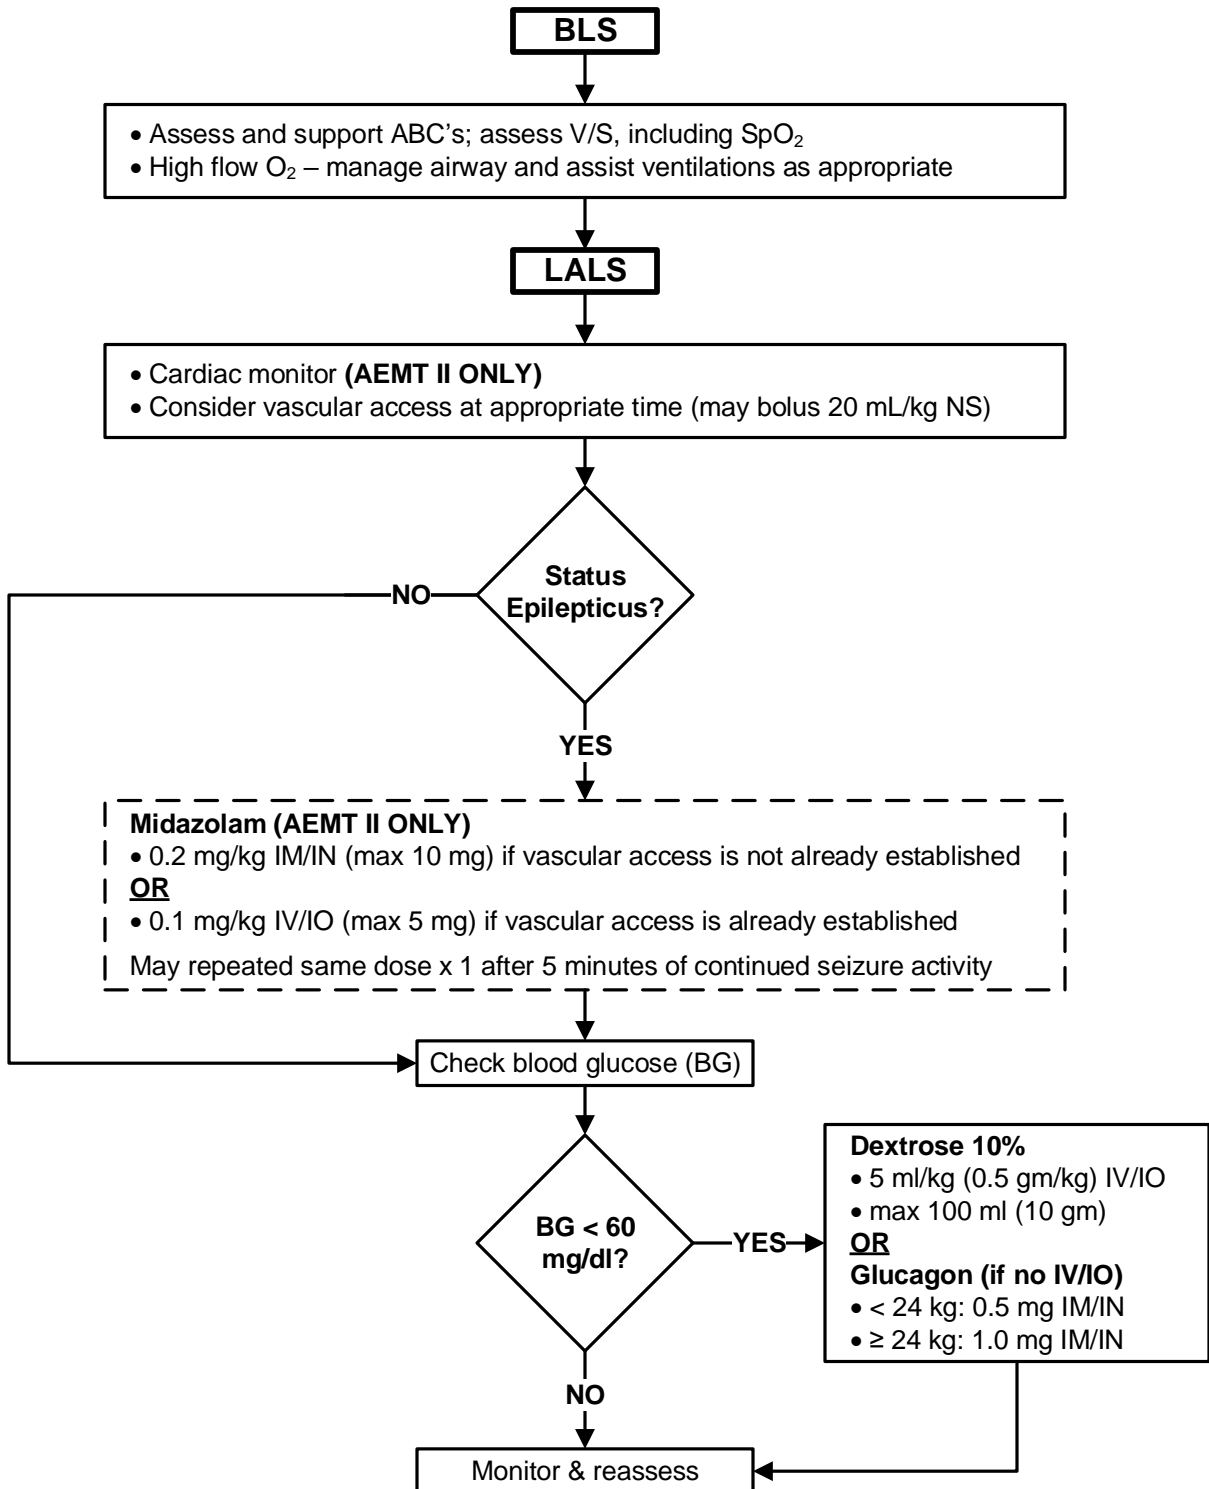 BLS
• Assess and support ABC’s; assess V/S, including SpO₂
• High flow O₂ – manage airway and assist ventilations as appropriate
LALS
• Cardiac monitor (AEMT II ONLY)
• Consider vascular access at appropriate time (may bolus 20 mL/kg NS)
Status
Epilepticus?
NO
YES
Midazolam (AEMT II ONLY)
• 0.2 mg/kg IM/IN (max 10 mg) if vascular access is not already established
OR
• 0.1 mg/kg IV/IO (max 5 mg) if vascular access is already established
May repeated same dose x 1 after 5 minutes of continued seizure activity
Check blood glucose (BG)
BG < 60
mg/dl?
YES
Dextrose 10%
• 5 ml/kg (0.5 gm/kg) IV/IO
• max 100 ml (10 gm)
OR
Glucagon (if no IV/IO)
• < 24 kg: 0.5 mg IM/IN
• ≥ 24 kg: 1.0 mg IM/IN
NO
Monitor & reassess